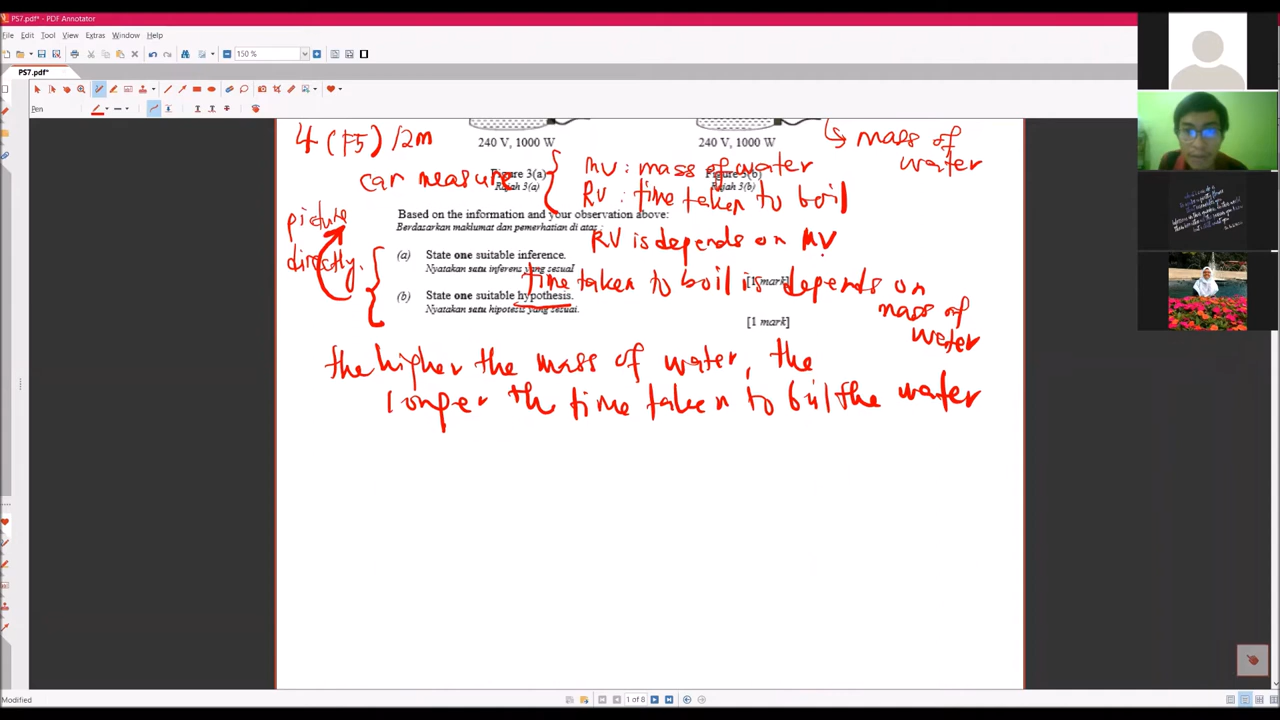 PS7.pdf* - PDF Annotator
File Edit Tool View Extras Window Help
150 %
PS7.pdf*
Pen
4 (F5) /2m
240 V, 1000 W
240 V, 1000 W
↳ mass of
water
can measure
Figure 3(a)
Rajah 3(a)
MV : mass of water
RV : time taken to boil
Rajah 3(b)
picture
directly.
Based on the information and your observation above:
Berdasarkan maklumat dan pemerhatian di atas
RV is depends on MV
(a) State one suitable inference.
Nyatakan satu inferens yang sesuai
[1 mark]
time taken to boil is depends on
mass of
water
(b) State one suitable hypothesis.
Nyatakan satu hipotesis yang sesuai.
[1 mark]
the higher the mass of water, the
longer th time taken to boil the water
Modified
1 of 8